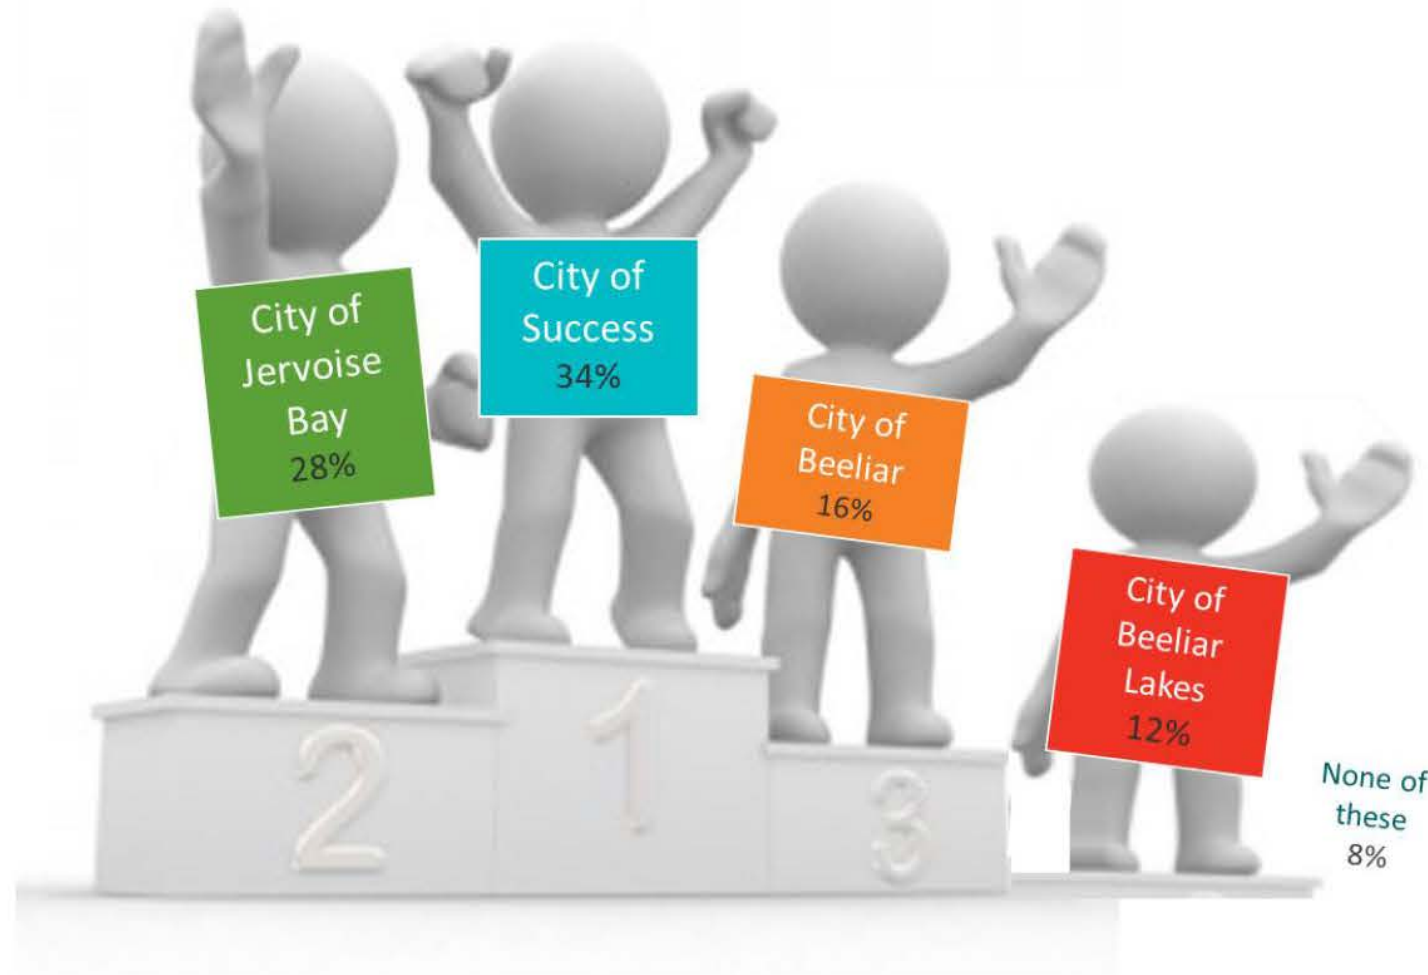 City of
Jervoise
Bay
28%
City of
Success
34%
City of
Beeliar
16%
City of
Beeliar
Lakes
12%
None of
these
8%
2
1
3